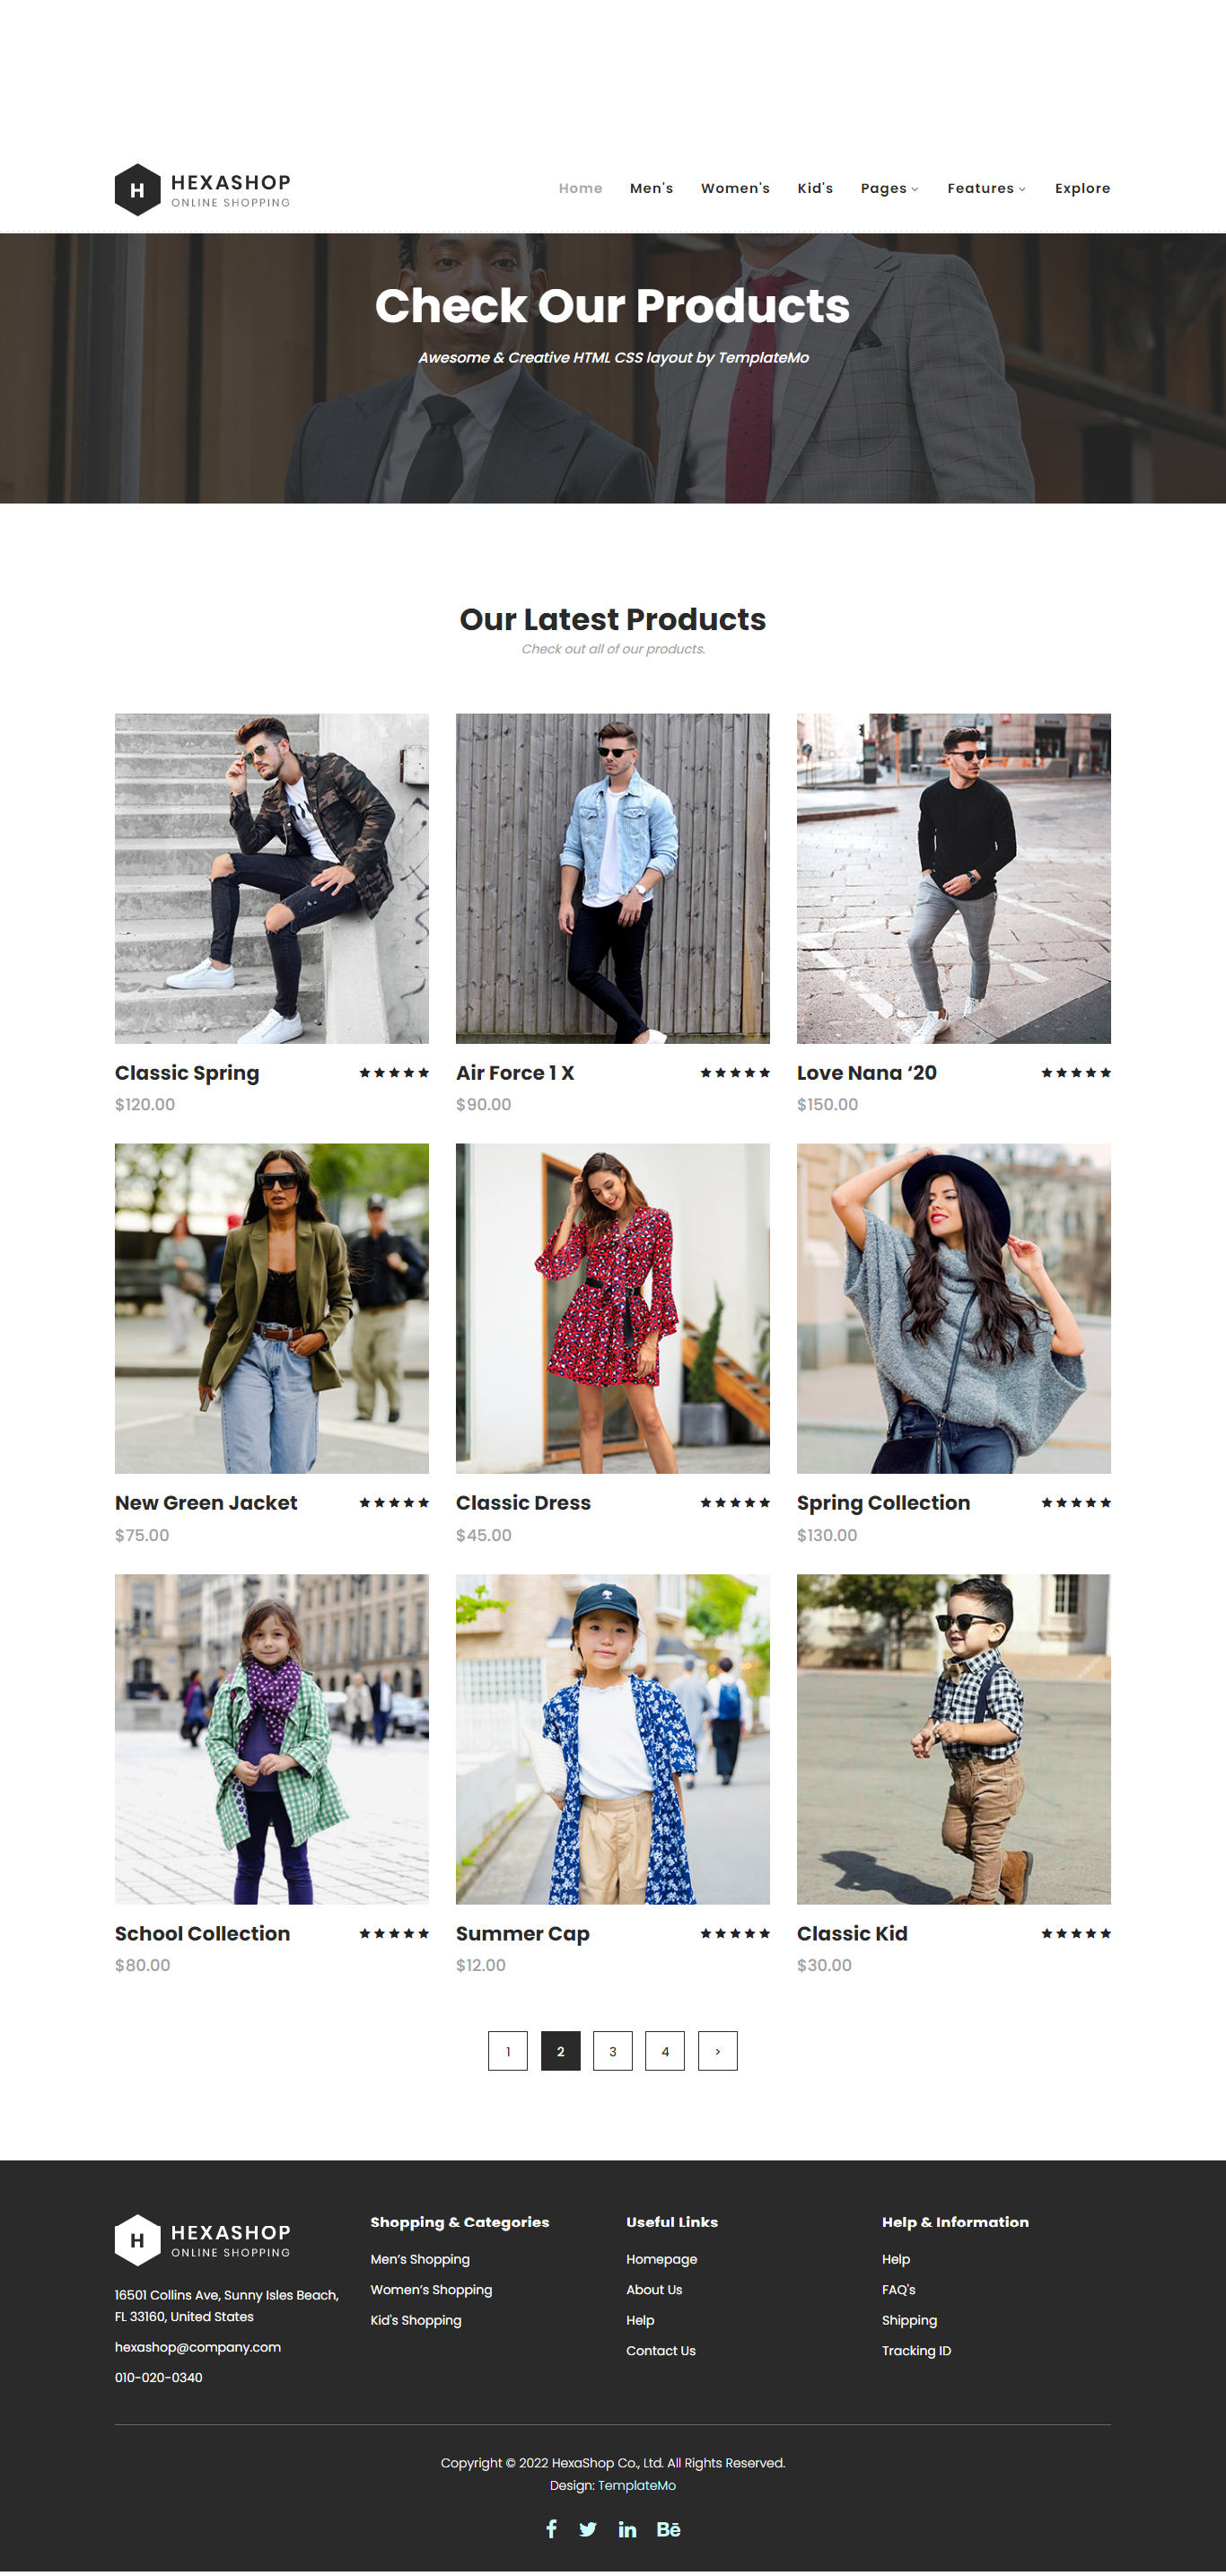 H HEXASHOP
ONLINE SHOPPING
Home Men's Women's Kid's Pages Features Explore
Check Our Products
Awesome & Creative HTML CSS layout by TemplateMo
Our Latest Products
Check out all of our products.
Classic Spring
$120.00
Air Force 1 X
$90.00
Love Nana ‘20
$150.00
New Green Jacket
$75.00
Classic Dress
$45.00
Spring Collection
$130.00
School Collection
$80.00
Summer Cap
$12.00
Classic Kid
$30.00
1 2 3 4 >
H HEXASHOP
ONLINE SHOPPING
16501 Collins Ave, Sunny Isles Beach,
FL 33160, United States
hexashop@company.com
010-020-0340
Shopping & Categories
Men’s Shopping
Women’s Shopping
Kid's Shopping
Useful Links
Homepage
About Us
Help
Contact Us
Help & Information
Help
FAQ's
Shipping
Tracking ID
Copyright © 2022 HexaShop Co., Ltd. All Rights Reserved.
Design: TemplateMo
f in Bē